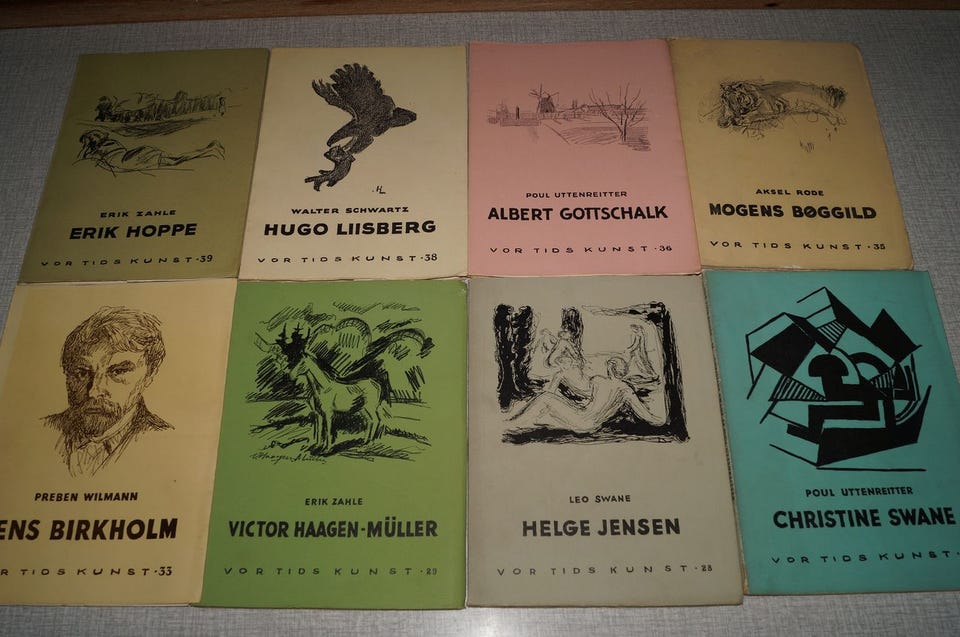 ERIK ZAHLE
ERIK HOPPE
VOR TIDS KUNST · 39
HL
WALTER SCHWARTZ
HUGO LIISBERG
VOR TIDS KUNST · 38
POUL UTTENREITTER
ALBERT GOTTSCHALK
VOR TIDS KUNST · 36
AKSEL RODE
MOGENS BØGGILD
VOR TIDS KUNST · 35
PREBEN WILMANN
ENS BIRKHOLM
R TIDS KUNST · 33
ERIK ZAHLE
VICTOR HAAGEN-MÜLLER
VOR TIDS KUNST · 29
LEO SWANE
HELGE JENSEN
VOR TIDS KUNST · 28
POUL UTTENREITTER
CHRISTINE SWANE
VOR TIDS KUNST ·